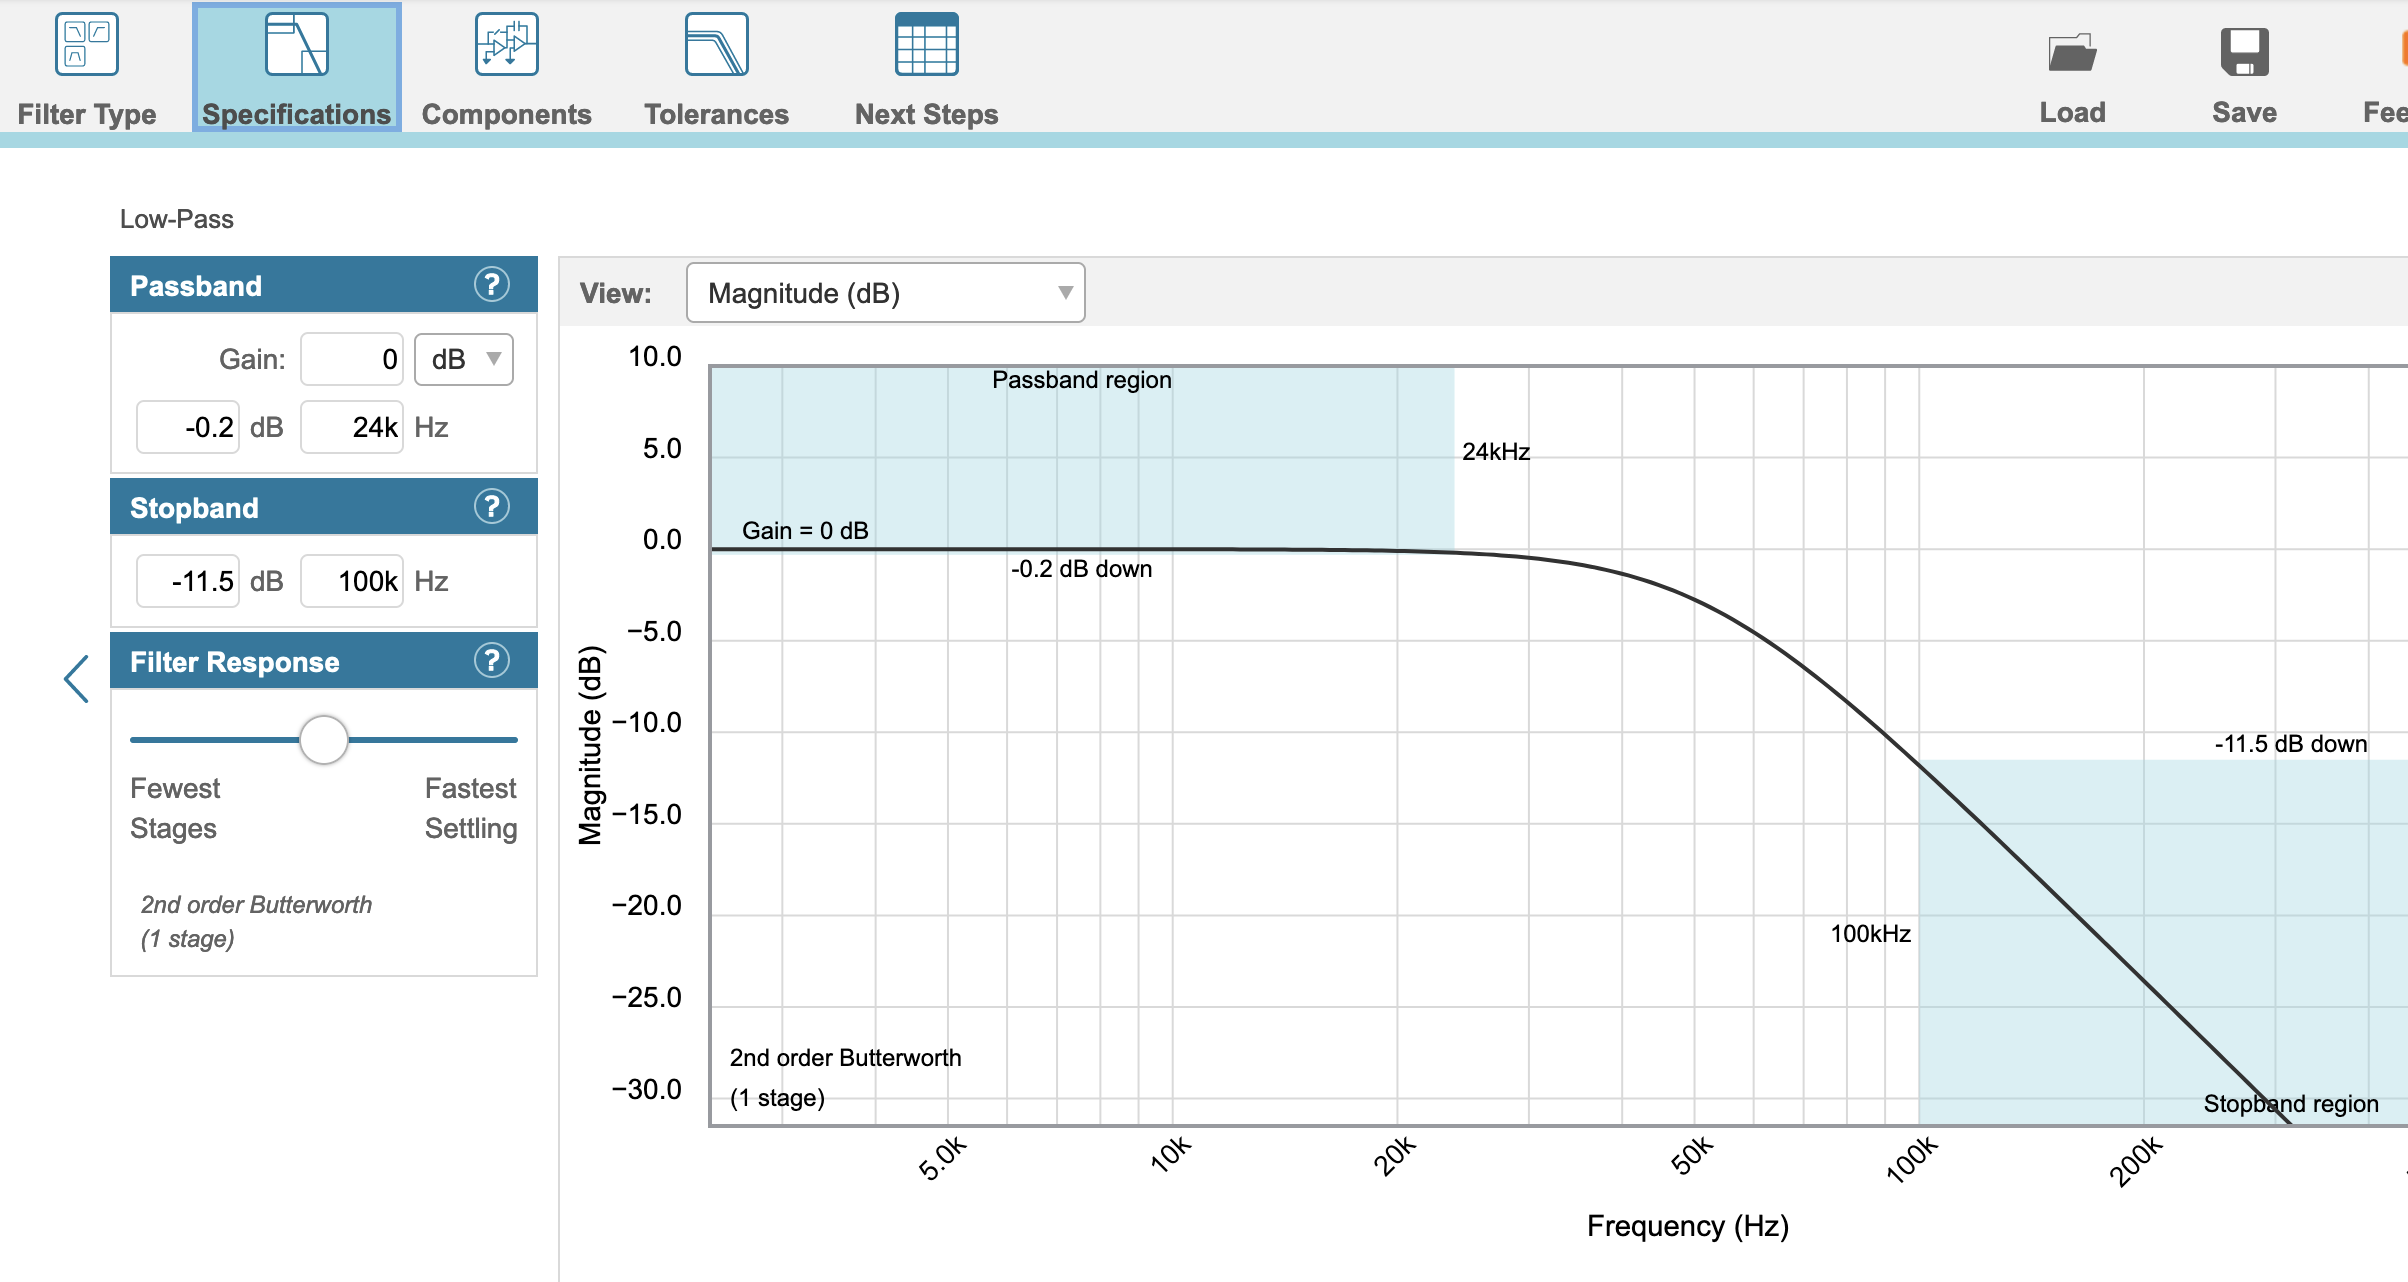 Filter Type
Specifications
Components
Tolerances
Next Steps
Load
Save
Low-Pass
Passband ?
Gain: 0 dB
-0.2 dB 24k Hz
Stopband ?
-11.5 dB 100k Hz
Filter Response ?
Fewest Stages
Fastest Settling
2nd order Butterworth
(1 stage)
View: Magnitude (dB)
Magnitude (dB)
10.0
5.0
0.0
−5.0
−10.0
−15.0
−20.0
−25.0
−30.0
Passband region
24kHz
Gain = 0 dB
-0.2 dB down
-11.5 dB down
100kHz
2nd order Butterworth
(1 stage)
Stopband region
5.0k
10k
20k
50k
100k
200k
Frequency (Hz)